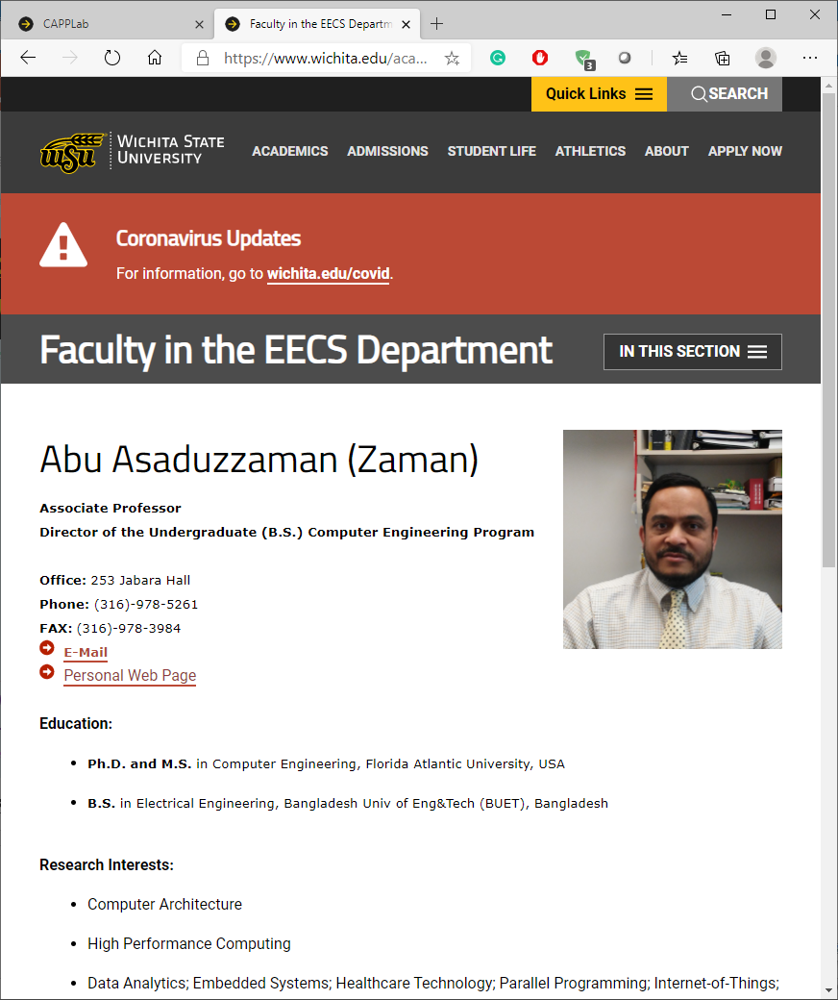 CAPPLab
Faculty in the EECS Departm
https://www.wichita.edu/aca...
3
Quick Links
SEARCH
wsu
WICHITA STATE
UNIVERSITY
ACADEMICS ADMISSIONS STUDENT LIFE ATHLETICS ABOUT APPLY NOW
Coronavirus Updates
For information, go to wichita.edu/covid.
Faculty in the EECS Department
IN THIS SECTION
Abu Asaduzzaman (Zaman)
Associate Professor
Director of the Undergraduate (B.S.) Computer Engineering Program
Office: 253 Jabara Hall
Phone: (316)-978-5261
FAX: (316)-978-3984
E-Mail
Personal Web Page
Education:
• Ph.D. and M.S. in Computer Engineering, Florida Atlantic University, USA
• B.S. in Electrical Engineering, Bangladesh Univ of Eng&Tech (BUET), Bangladesh
Research Interests:
• Computer Architecture
• High Performance Computing
• Data Analytics; Embedded Systems; Healthcare Technology; Parallel Programming; Internet-of-Things;